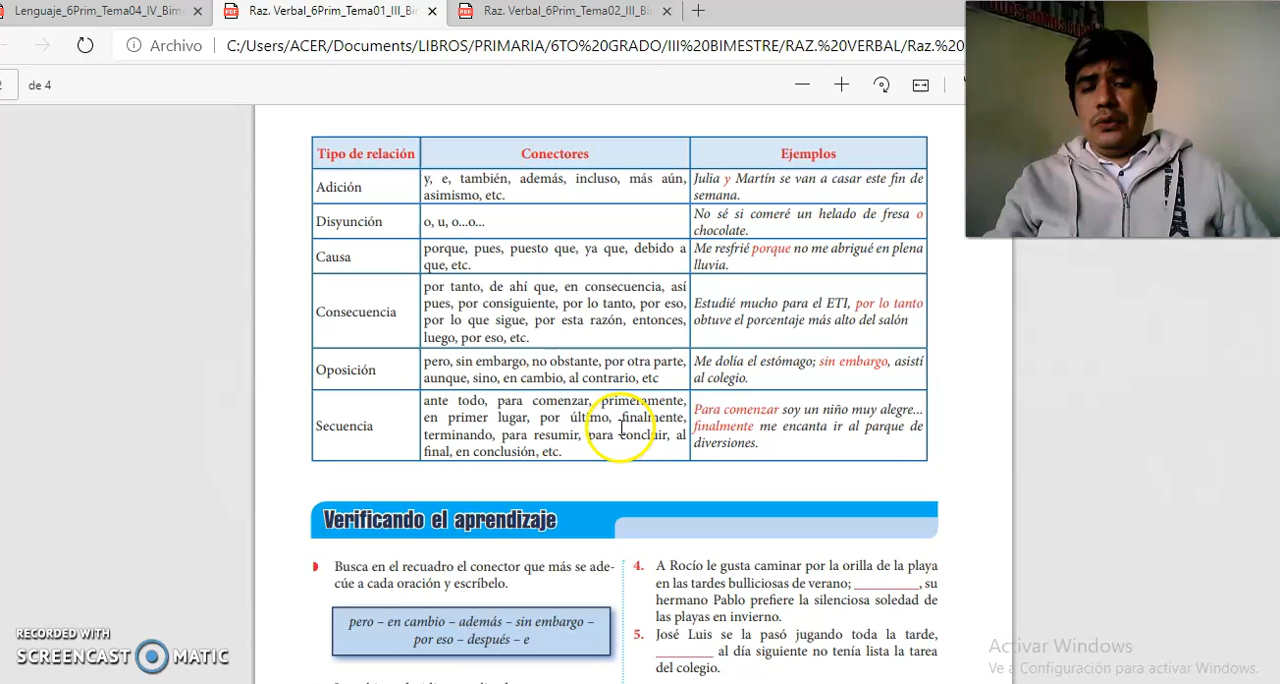 Lenguaje_6Prim_Tema04_IV_Bim
Raz. Verbal_6Prim_Tema01_III_Bi
Raz. Verbal_6Prim_Tema02_III_Bi
Archivo
C:/Users/ACER/Documents/LIBROS/PRIMARIA/6TO%20GRADO/III%20BIMESTRE/RAZ.%20VERBAL/Raz.%20
de 4
Tipo de relación
Conectores
Ejemplos
Adición
y, e, también, además, incluso, más aún,
asimismo, etc.
Julia y Martín se van a casar este fin de
semana.
Disyunción
o, u, o...o...
No sé si comeré un helado de fresa o
chocolate.
Causa
porque, pues, puesto que, ya que, debido a
que, etc.
Me resfrié porque no me abrigué en plena
lluvia.
Consecuencia
por tanto, de ahí que, en consecuencia, así
pues, por consiguiente, por lo tanto, por eso,
por lo que sigue, por esta razón, entonces,
luego, por eso, etc.
Estudié mucho para el ETI, por lo tanto
obtuve el porcentaje más alto del salón
Oposición
pero, sin embargo, no obstante, por otra parte,
aunque, sino, en cambio, al contrario, etc
Me dolía el estómago; sin embargo, asistí
al colegio.
Secuencia
ante todo, para comenzar, primeramente,
en primer lugar, por último, finalmente,
terminando, para resumir, para concluir, al
final, en conclusión, etc.
Para comenzar soy un niño muy alegre...
finalmente me encanta ir al parque de
diversiones.
Verificando el aprendizaje
Busca en el recuadro el conector que más se ade-
cúe a cada oración y escríbelo.
pero – en cambio – además – sin embargo –
por eso – después – e
4. A Rocío le gusta caminar por la orilla de la playa
en las tardes bulliciosas de verano; ________, su
hermano Pablo prefiere la silenciosa soledad de
las playas en invierno.
5. José Luis se la pasó jugando toda la tarde,
________ al día siguiente no tenía lista la tarea
del colegio.
RECORDED WITH
SCREENCAST MATIC
Activar Windows
Ve a Configuración para activar Windows.